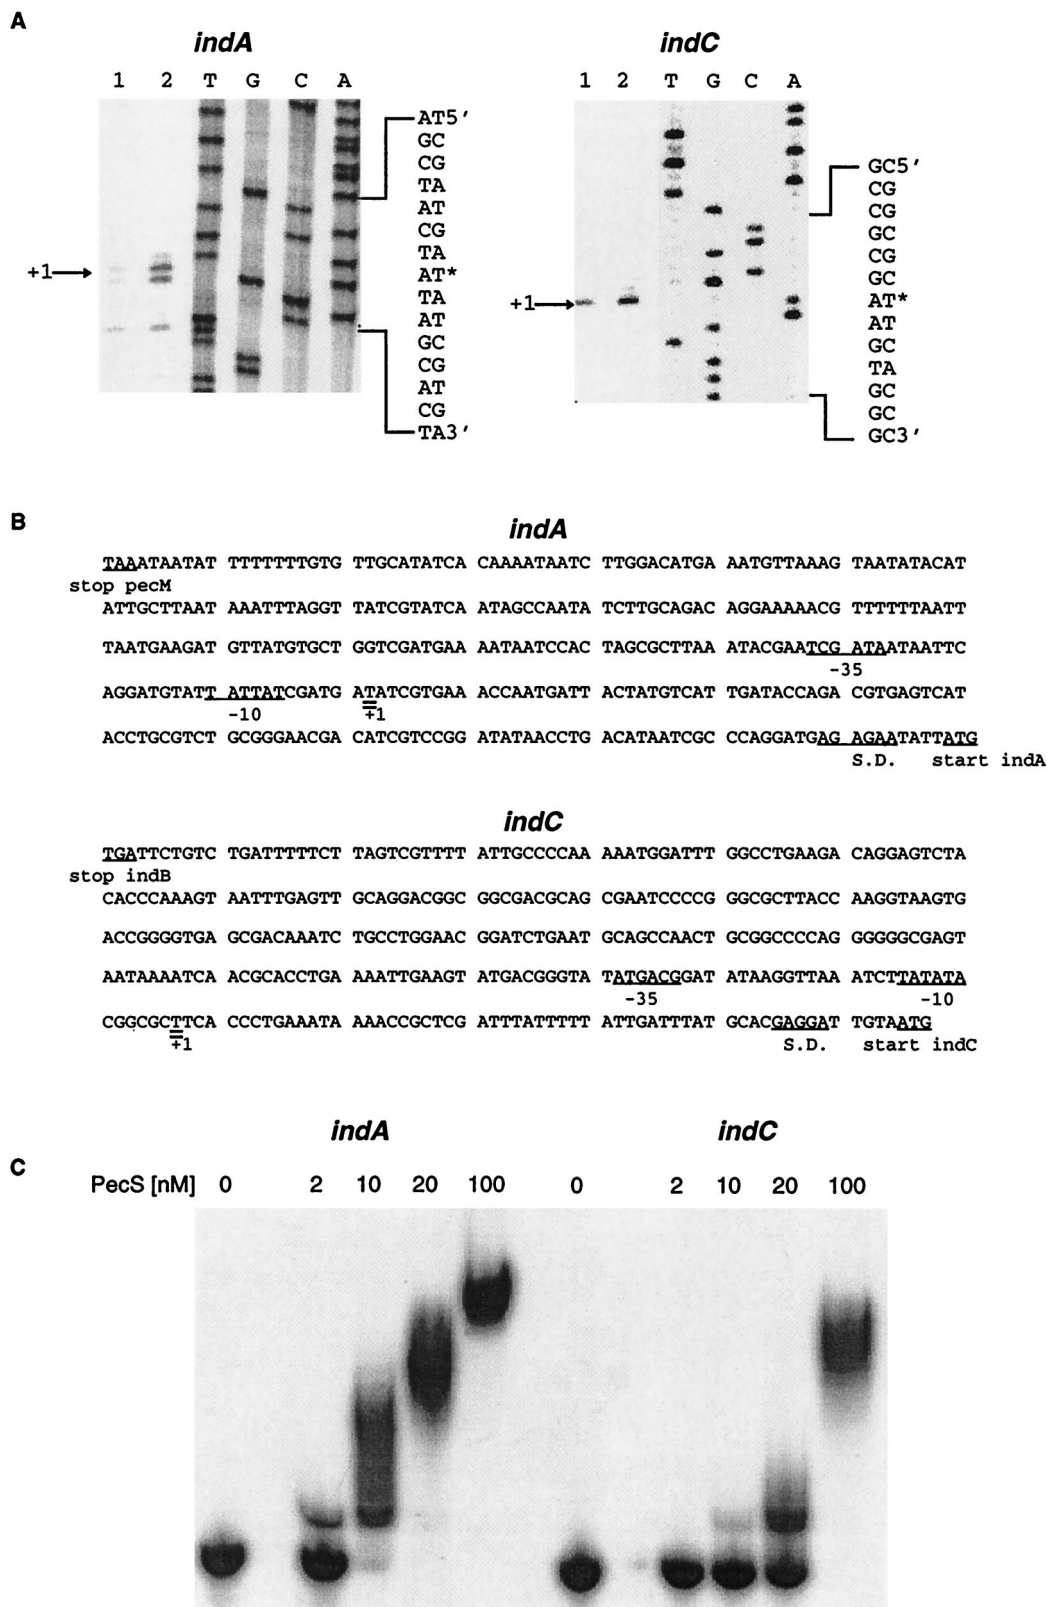 A
indA
indC
1 2 T G C A
1 2 T G C A
AT5'
GC
CG
TA
AT
CG
TA
+1
AT*
TA
AT
GC
CG
AT
CG
TA3'
GC5'
CG
CG
GC
CG
GC
+1
AT*
AT
GC
TA
GC
GC
GC3'
B
indA
TAAATAATAT TTTTTTTGTG TTGCATATCA CAAAATAATC TTGGACATGA AATGTTAAAG TAATATACAT
stop pecM
ATTGCTTAAT AAATTTAGGT TATCGTATCA ATAGCCAATA TCTTGCAGAC AGGAAAAACG TTTTTTAATT
TAATGAAGAT GTTATGTGCT GGTCGATGAA AATAATCCAC TAGCGCTTAA ATACGAATCG ATAATAATTC
-35
AGGATGTATT ATTATCGATG ATATCGTGAA ACCAATGATT ACTATGTCAT TGATACCAGA CGTGAGTCAT
-10 +1
ACCTGCGTCT GCGGGAACGA CATCGTCCGG ATATAACCTG ACATAATCGC CCAGGATGAG AGAATATTATG
S.D. start indA
indC
TGATTCTGTC TGATTTTTCT TAGTCGTTTT ATTGCCCCAA AAATGGATTT GGCCTGAAGA CAGGAGTCTA
stop indB
CACCCAAAGT AATTTGAGTT GCAGGACGGC GGCGACGCAG CGAATCCCCG GGCGCTTACC AAGGTAAGTG
ACCGGGGTGA GCGACAAATC TGCCTGGAAC GGATCTGAAT GCAGCCAACT GCGGCCCCAG GGGGGCGAGT
AATAAAATCA ACGCACCTGA AAATTGAAGT ATGACGGGTA TATGACGGAT ATAAGGTTAA ATCTTATATA
-35 -10
CGGCGCTTCA CCCTGAAATA AAACCGCTCG ATTTATTTTT ATTGATTTAT GCACGAGGAT TGTAATG
+1 S.D. start indC
indA
indC
C
PecS [nM] 0 2 10 20 100 0 2 10 20 100